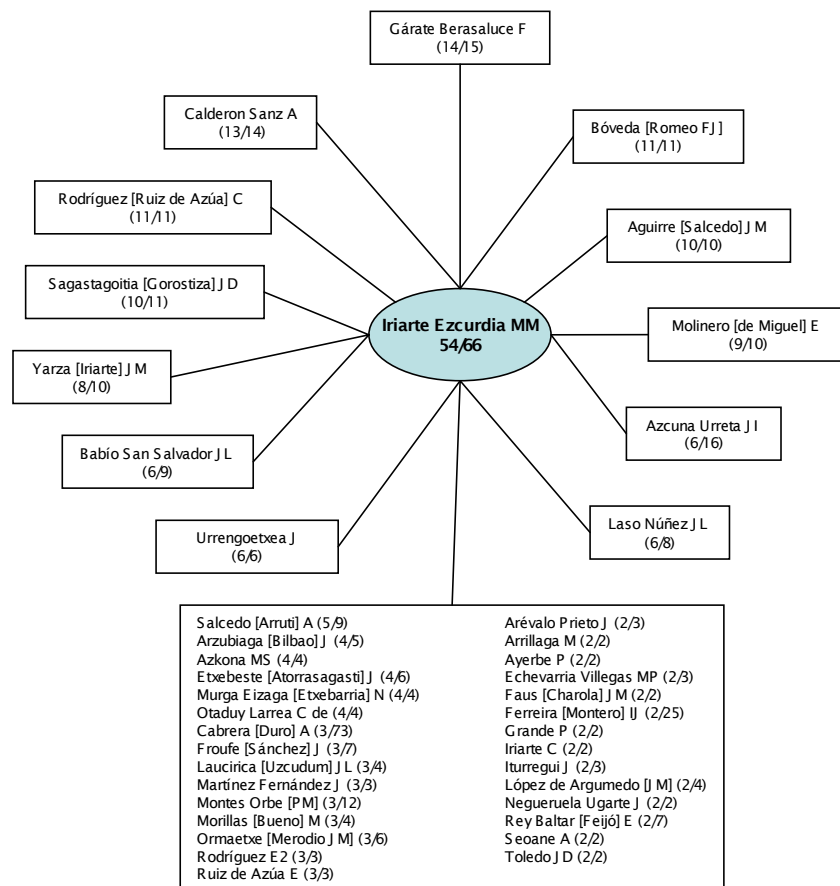 Gárate Berasaluce F
(14/15)
Calderon Sanz A
(13/14)
Bóveda [Romeo FJ]
(11/11)
Rodríguez [Ruiz de Azúa] C
(11/11)
Aguirre [Salcedo] J M
(10/10)
Sagastagoitia [Gorostiza] J D
(10/11)
Iriarte Ezcurdia MM
54/66
Molinero [de Miguel] E
(9/10)
Yarza [Iriarte] J M
(8/10)
Azcuna Urreta J I
(6/16)
Babío San Salvador J L
(6/9)
Laso Núñez J L
(6/8)
Urrengoetxea J
(6/6)
Salcedo [Arruti] A (5/9)
Arzubiaga [Bilbao] J (4/5)
Azkona MS (4/4)
Etxebeste [Atorrasagasti] J (4/6)
Murga Eizaga [Etxebarria] N (4/4)
Otaduy Larrea C de (4/4)
Cabrera [Duro] A (3/73)
Froufe [Sánchez] J (3/7)
Laucirica [Uzcudum] J L (3/4)
Martínez Fernández J (3/3)
Montes Orbe [PM] (3/12)
Morillas [Bueno] M (3/4)
Ormaetxe [Merodio J M] (3/6)
Rodríguez E2 (3/3)
Ruiz de Azúa E (3/3)
Arévalo Prieto J (2/3)
Arrillaga M (2/2)
Ayerbe P (2/2)
Echevarria Villegas MP (2/3)
Faus [Charola] J M (2/2)
Ferreira [Montero] IJ (2/25)
Grande P (2/2)
Iriarte C (2/2)
Iturregui J (2/3)
López de Argumedo [J M] (2/4)
Negueruela Ugarte J (2/2)
Rey Baltar [Feijó] E (2/7)
Seoane A (2/2)
Toledo J D (2/2)